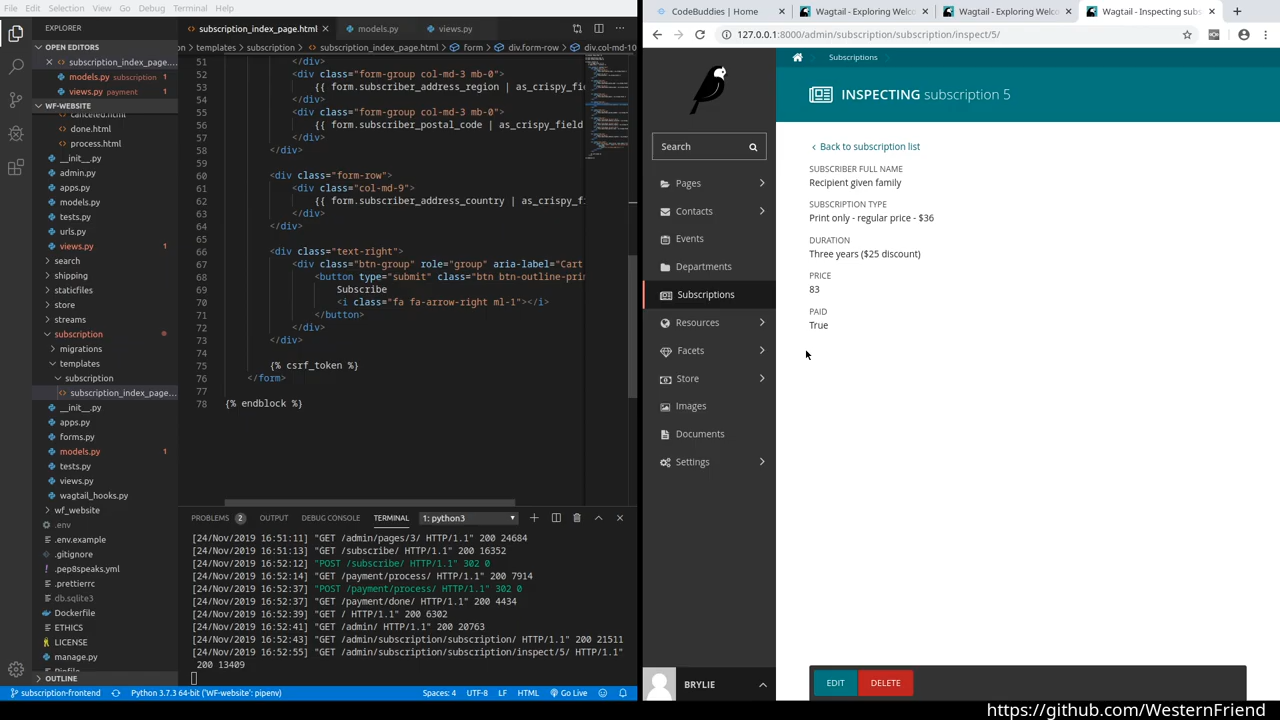 File Edit Selection View Go Debug Terminal Help
EXPLORER
OPEN EDITORS
subscription_index_page...
models.py subscription 1
views.py payment 1
WF-WEBSITE
canceled.html
done.html
process.html
__init__.py
admin.py
apps.py
models.py
tests.py
urls.py
views.py 1
search
shipping
staticfiles
store
streams
subscription
migrations
templates
subscription
subscription_index_page...
__init__.py
apps.py
forms.py
models.py 1
tests.py
views.py
wagtail_hooks.py
wf_website
.env
.env.example
.gitignore
.pep8speaks.yml
.prettierrc
db.sqlite3
Dockerfile
ETHICS
LICENSE
manage.py
OUTLINE
subscription_index_page.html models.py views.py
templates subscription subscription_index_page.html form div.form-row div.col-md-10
51 </div>
52 <div class="form-group col-md-3 mb-0">
53 {{ form.subscriber_address_region | as_crispy_fiel
54 </div>
55 <div class="form-group col-md-3 mb-0">
56 {{ form.subscriber_postal_code | as_crispy_field
57 </div>
58 </div>
59
60 <div class="form-row">
61 <div class="col-md-9">
62 {{ form.subscriber_address_country | as_crispy_f
63 </div>
64 </div>
65
66 <div class="text-right">
67 <div class="btn-group" role="group" aria-label="Cart
68 <button type="submit" class="btn btn-outline-prim
69 Subscribe
70 <i class="fa fa-arrow-right ml-1"></i>
71 </button>
72 </div>
73 </div>
74
75 {% csrf_token %}
76 </form>
77
78 {% endblock %}
PROBLEMS 2 OUTPUT DEBUG CONSOLE TERMINAL 1: python3
[24/Nov/2019 16:51:11] "GET /admin/pages/3/ HTTP/1.1" 200 24684
[24/Nov/2019 16:51:13] "GET /subscribe/ HTTP/1.1" 200 16352
[24/Nov/2019 16:52:12] "POST /subscribe/ HTTP/1.1" 302 0
[24/Nov/2019 16:52:14] "GET /payment/process/ HTTP/1.1" 200 7914
[24/Nov/2019 16:52:37] "POST /payment/process/ HTTP/1.1" 302 0
[24/Nov/2019 16:52:37] "GET /payment/done/ HTTP/1.1" 200 4434
[24/Nov/2019 16:52:39] "GET / HTTP/1.1" 200 6302
[24/Nov/2019 16:52:41] "GET /admin/ HTTP/1.1" 200 20763
[24/Nov/2019 16:52:43] "GET /admin/subscription/subscription/ HTTP/1.1" 200 21511
[24/Nov/2019 16:52:55] "GET /admin/subscription/subscription/inspect/5/ HTTP/1.1"
200 13409
subscription-frontend Python 3.7.3 64-bit ('WF-website': pipenv) Spaces: 4 UTF-8 LF HTML Go Live
CodeBuddies | Home Wagtail - Exploring Welco Wagtail - Exploring Welco Wagtail - Inspecting subs
127.0.0.1:8000/admin/subscription/subscription/inspect/5/
Search
Pages
Contacts
Events
Departments
Subscriptions
Resources
Facets
Store
Images
Documents
Settings
BRYLIE
Subscriptions
INSPECTING subscription 5
Back to subscription list
SUBSCRIBER FULL NAME
Recipient given family
SUBSCRIPTION TYPE
Print only - regular price - $36
DURATION
Three years ($25 discount)
PRICE
83
PAID
True
EDIT DELETE
https://github.com/WesternFriend